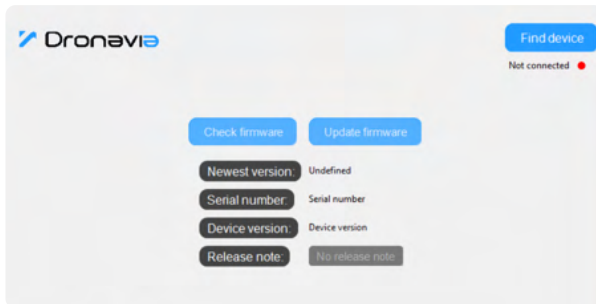 Dronavia
Find device
Not connected
Check firmware Update firmware
Newest version: Undefined
Serial number: Serial number
Device version: Device version
Release note: No release note